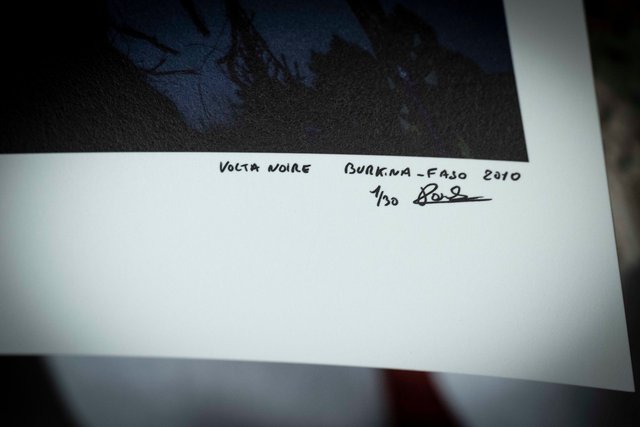 VOLTA NOIRE BURKINA-FASO 2010
1/30